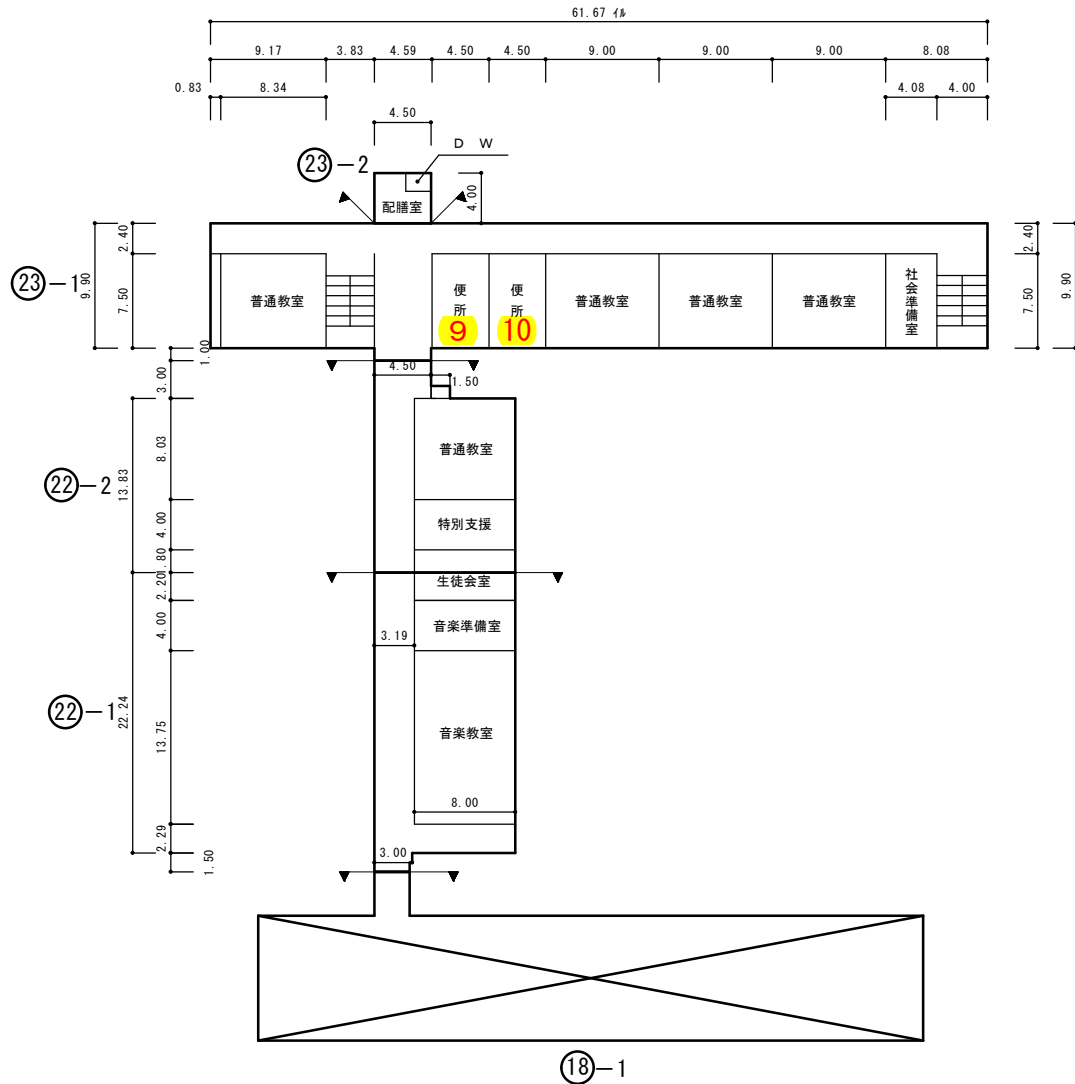 61.67 ｲﾙ
9.17 3.83 4.59 4.50 4.50 9.00 9.00 9.00 8.08
0.83 8.34 4.08 4.00
4.50
D W
㉓-2
配膳室
4.00
2.40
7.50
9.90
㉓-1
普通教室
便所
9
便所
10
普通教室
普通教室
普通教室
社会準備室
2.40
7.50
9.90
1.00
3.00
4.50
1.50
8.03
普通教室
㉒-2
13.83
4.00
特別支援
1.80
2.20
生徒会室
4.00
音楽準備室
3.19
㉒-1
22.24
13.75
音楽教室
8.00
2.29
3.00
1.50
⑱-1